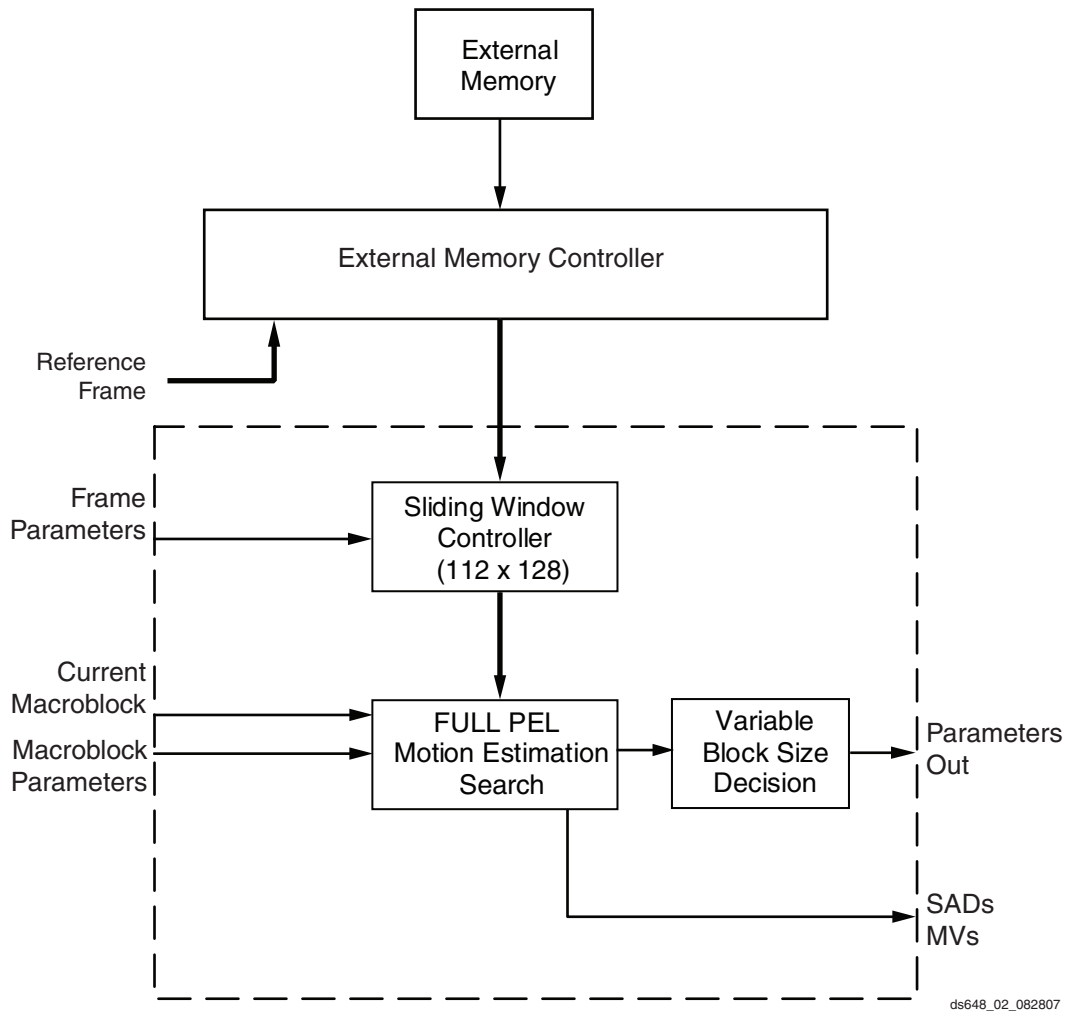 External
Memory
External Memory Controller
Reference
Frame
Frame
Parameters
Sliding Window
Controller
(112 x 128)
Current
Macroblock
Macroblock
Parameters
FULL PEL
Motion Estimation
Search
Variable
Block Size
Decision
Parameters
Out
SADs
MVs
ds648_02_082807